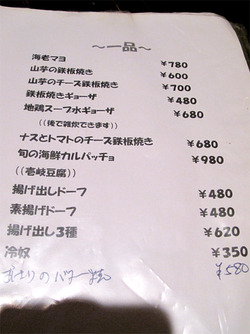 ～一品～
海老マヨ ￥780
山芋の鉄板焼き ￥600
山芋のチーズ鉄板焼き ￥700
鉄板焼きギョーザ ￥480
地鶏スープ水ギョーザ ￥680
((後で雑炊できます))
ナスとトマトのチーズ鉄板焼き ￥680
旬の海鮮カルパッチョ ￥980
((壱岐豆腐))
揚げ出しドーフ ￥480
素揚げドーフ ￥480
揚げ出し3種 ￥620
冷奴 ￥350
のバター焼 ￥580